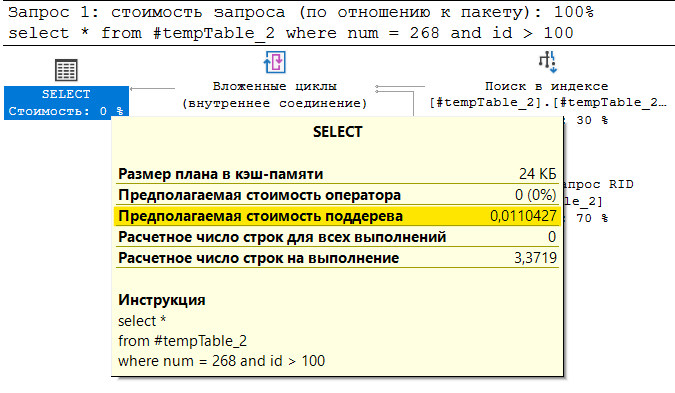 Запрос 1: стоимость запроса (по отношению к пакету): 100%
select * from #tempTable_2 where num = 268 and id > 100
SELECT
Стоимость: 0 %
Вложенные циклы
(внутреннее соединение)
Поиск в индексе
[#tempTable_2].[#tempTable_2…
30 %
запрос RID
_2]
: 70 %
SELECT
Размер плана в кэш-памяти 24 КБ
Предполагаемая стоимость оператора 0 (0%)
Предполагаемая стоимость поддерева 0,0110427
Расчетное число строк для всех выполнений 0
Расчетное число строк на выполнение 3,3719
Инструкция
select *
from #tempTable_2
where num = 268 and id > 100